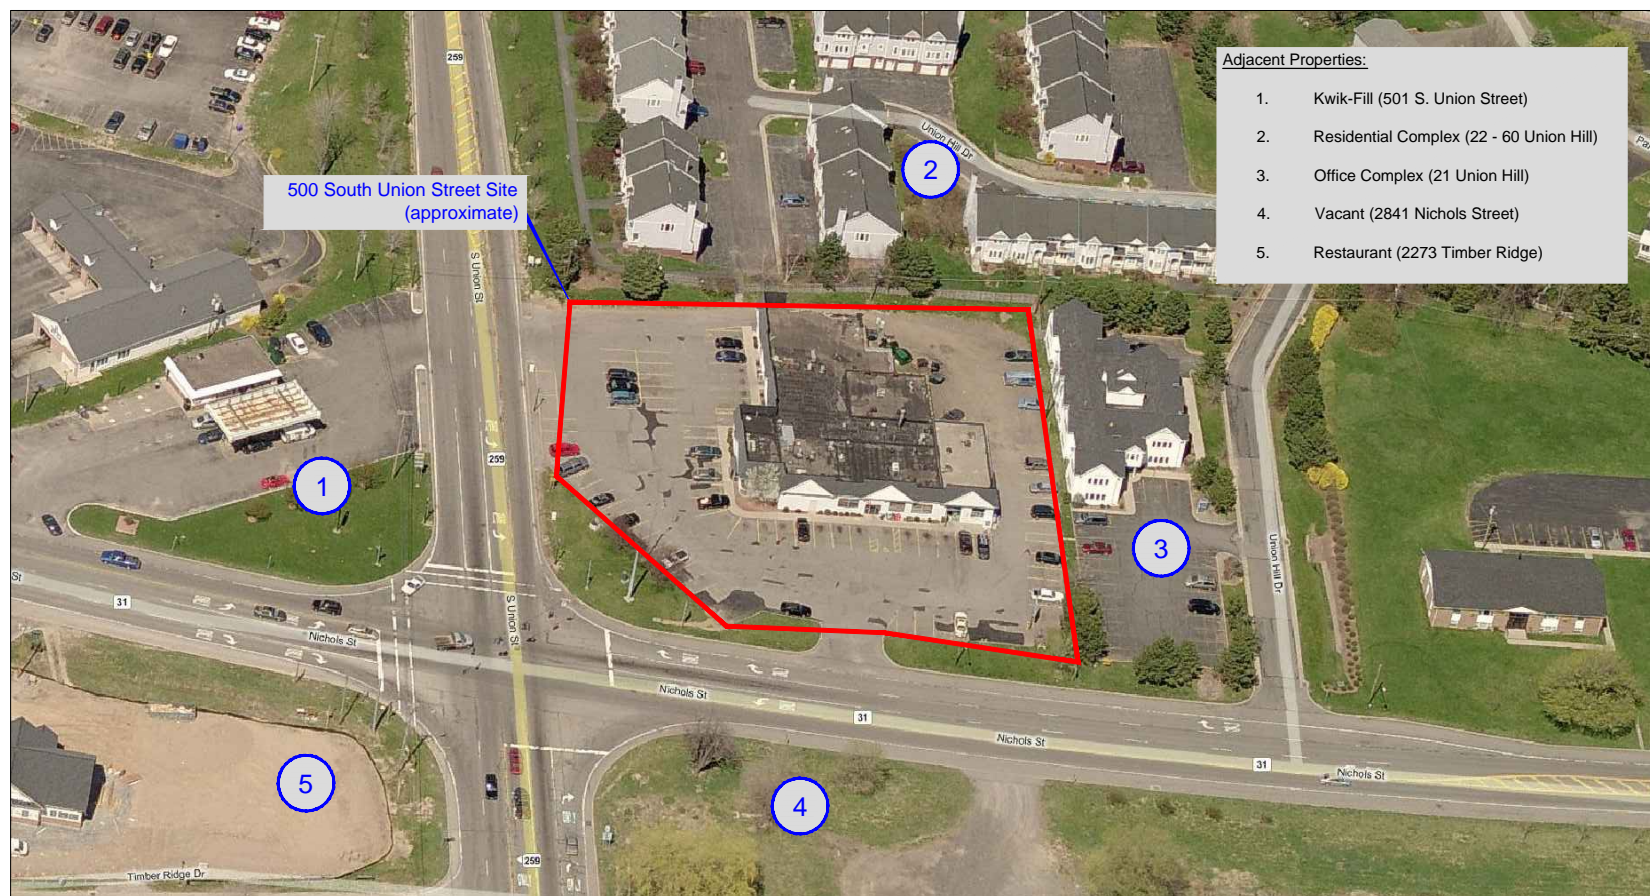 259
Adjacent Properties:
1. Kwik-Fill (501 S. Union Street)
2. Residential Complex (22 - 60 Union Hill)
3. Office Complex (21 Union Hill)
4. Vacant (2841 Nichols Street)
5. Restaurant (2273 Timber Ridge)
Union Hill Dr
2
500 South Union Street Site
(approximate)
S Union St
259
1
3
Union Hill Dr
St
31
Nichols St
S Union St
Nichols St
31
Nichols St
31
Nichols St
5
4
259
Timber Ridge Dr